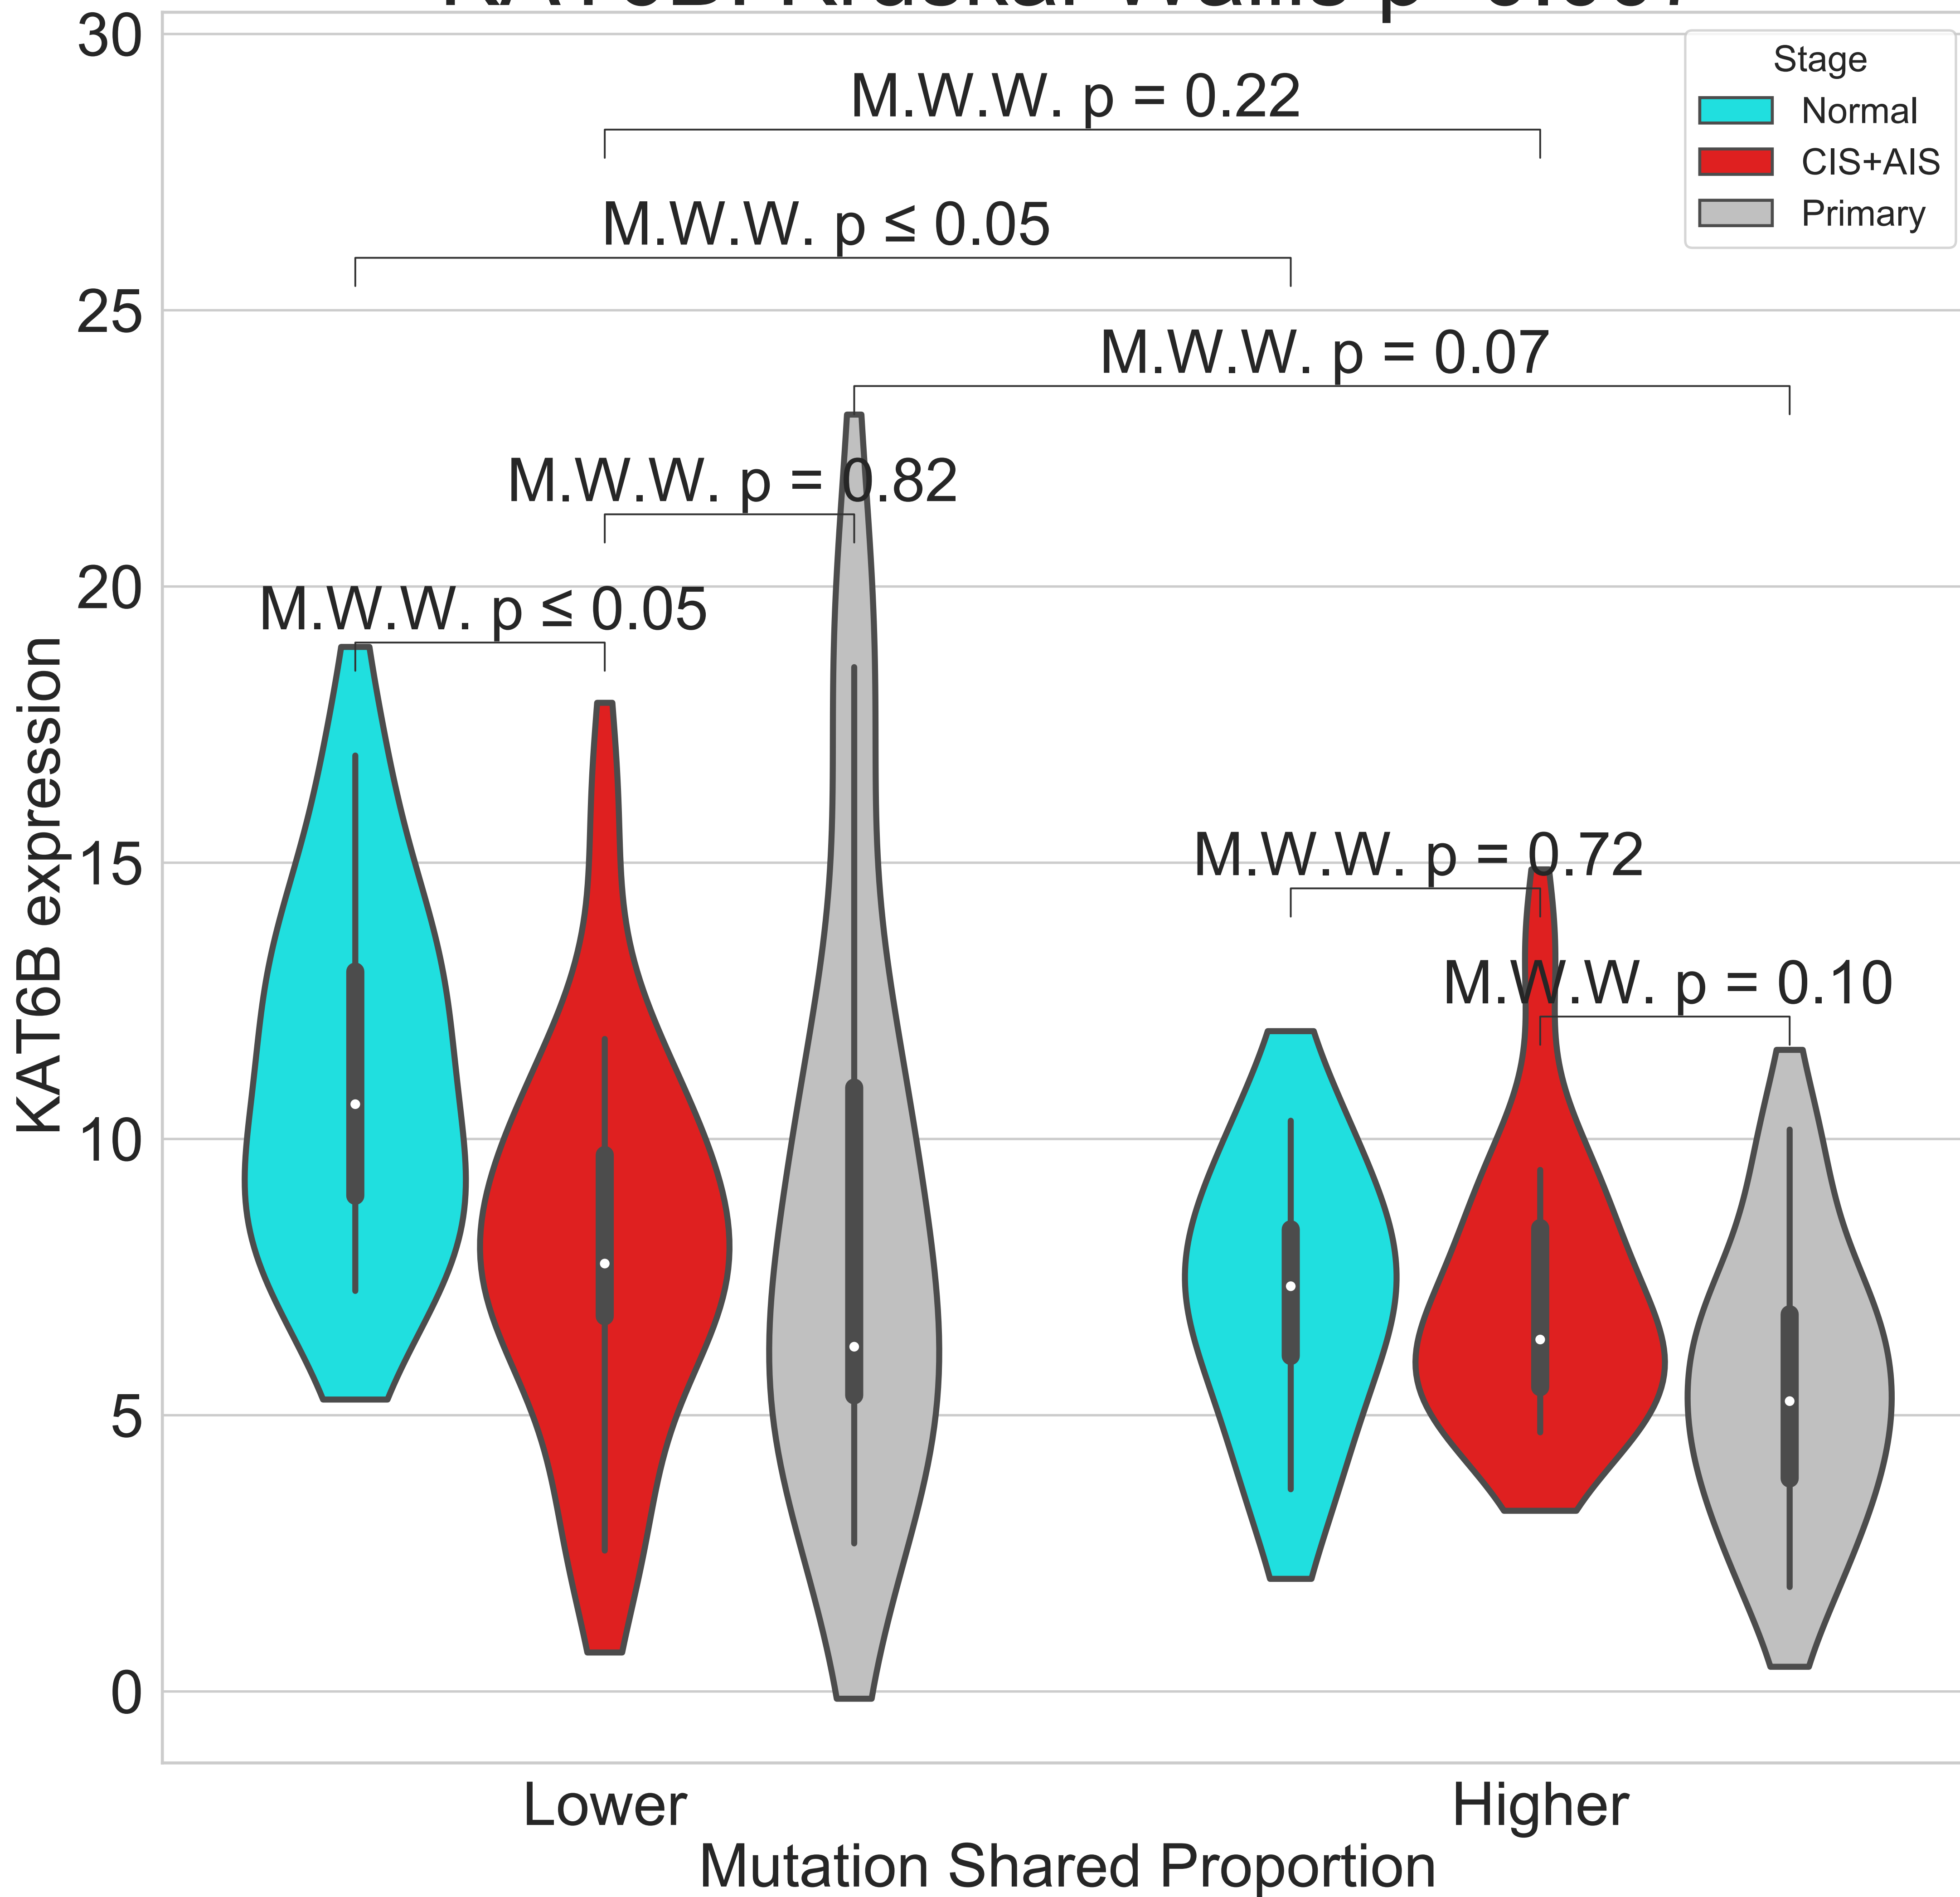 30
25
20
15
10
5
0
KAT6B expression
Stage
Normal
CIS+AIS
Primary
M.W.W. p = 0.22
M.W.W. p ≤ 0.05
M.W.W. p = 0.07
M.W.W. p = 0.82
M.W.W. p ≤ 0.05
M.W.W. p = 0.72
M.W.W. p = 0.10
Lower
Higher
Mutation Shared Proportion